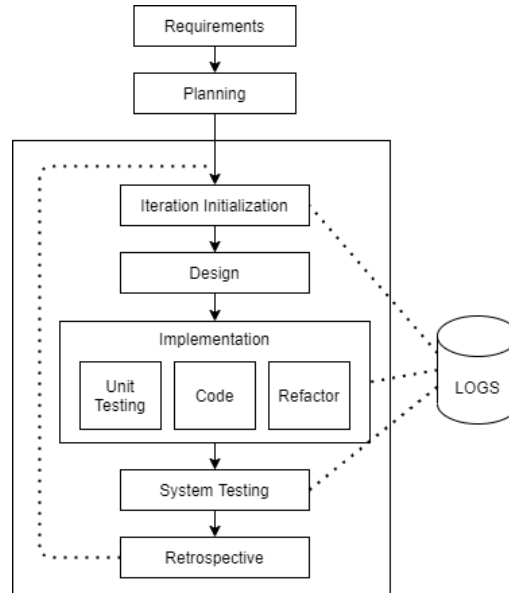 Requirements
Planning
Iteration Initialization
Design
Implementation
Unit
Testing
Code
Refactor
LOGS
System Testing
Retrospective